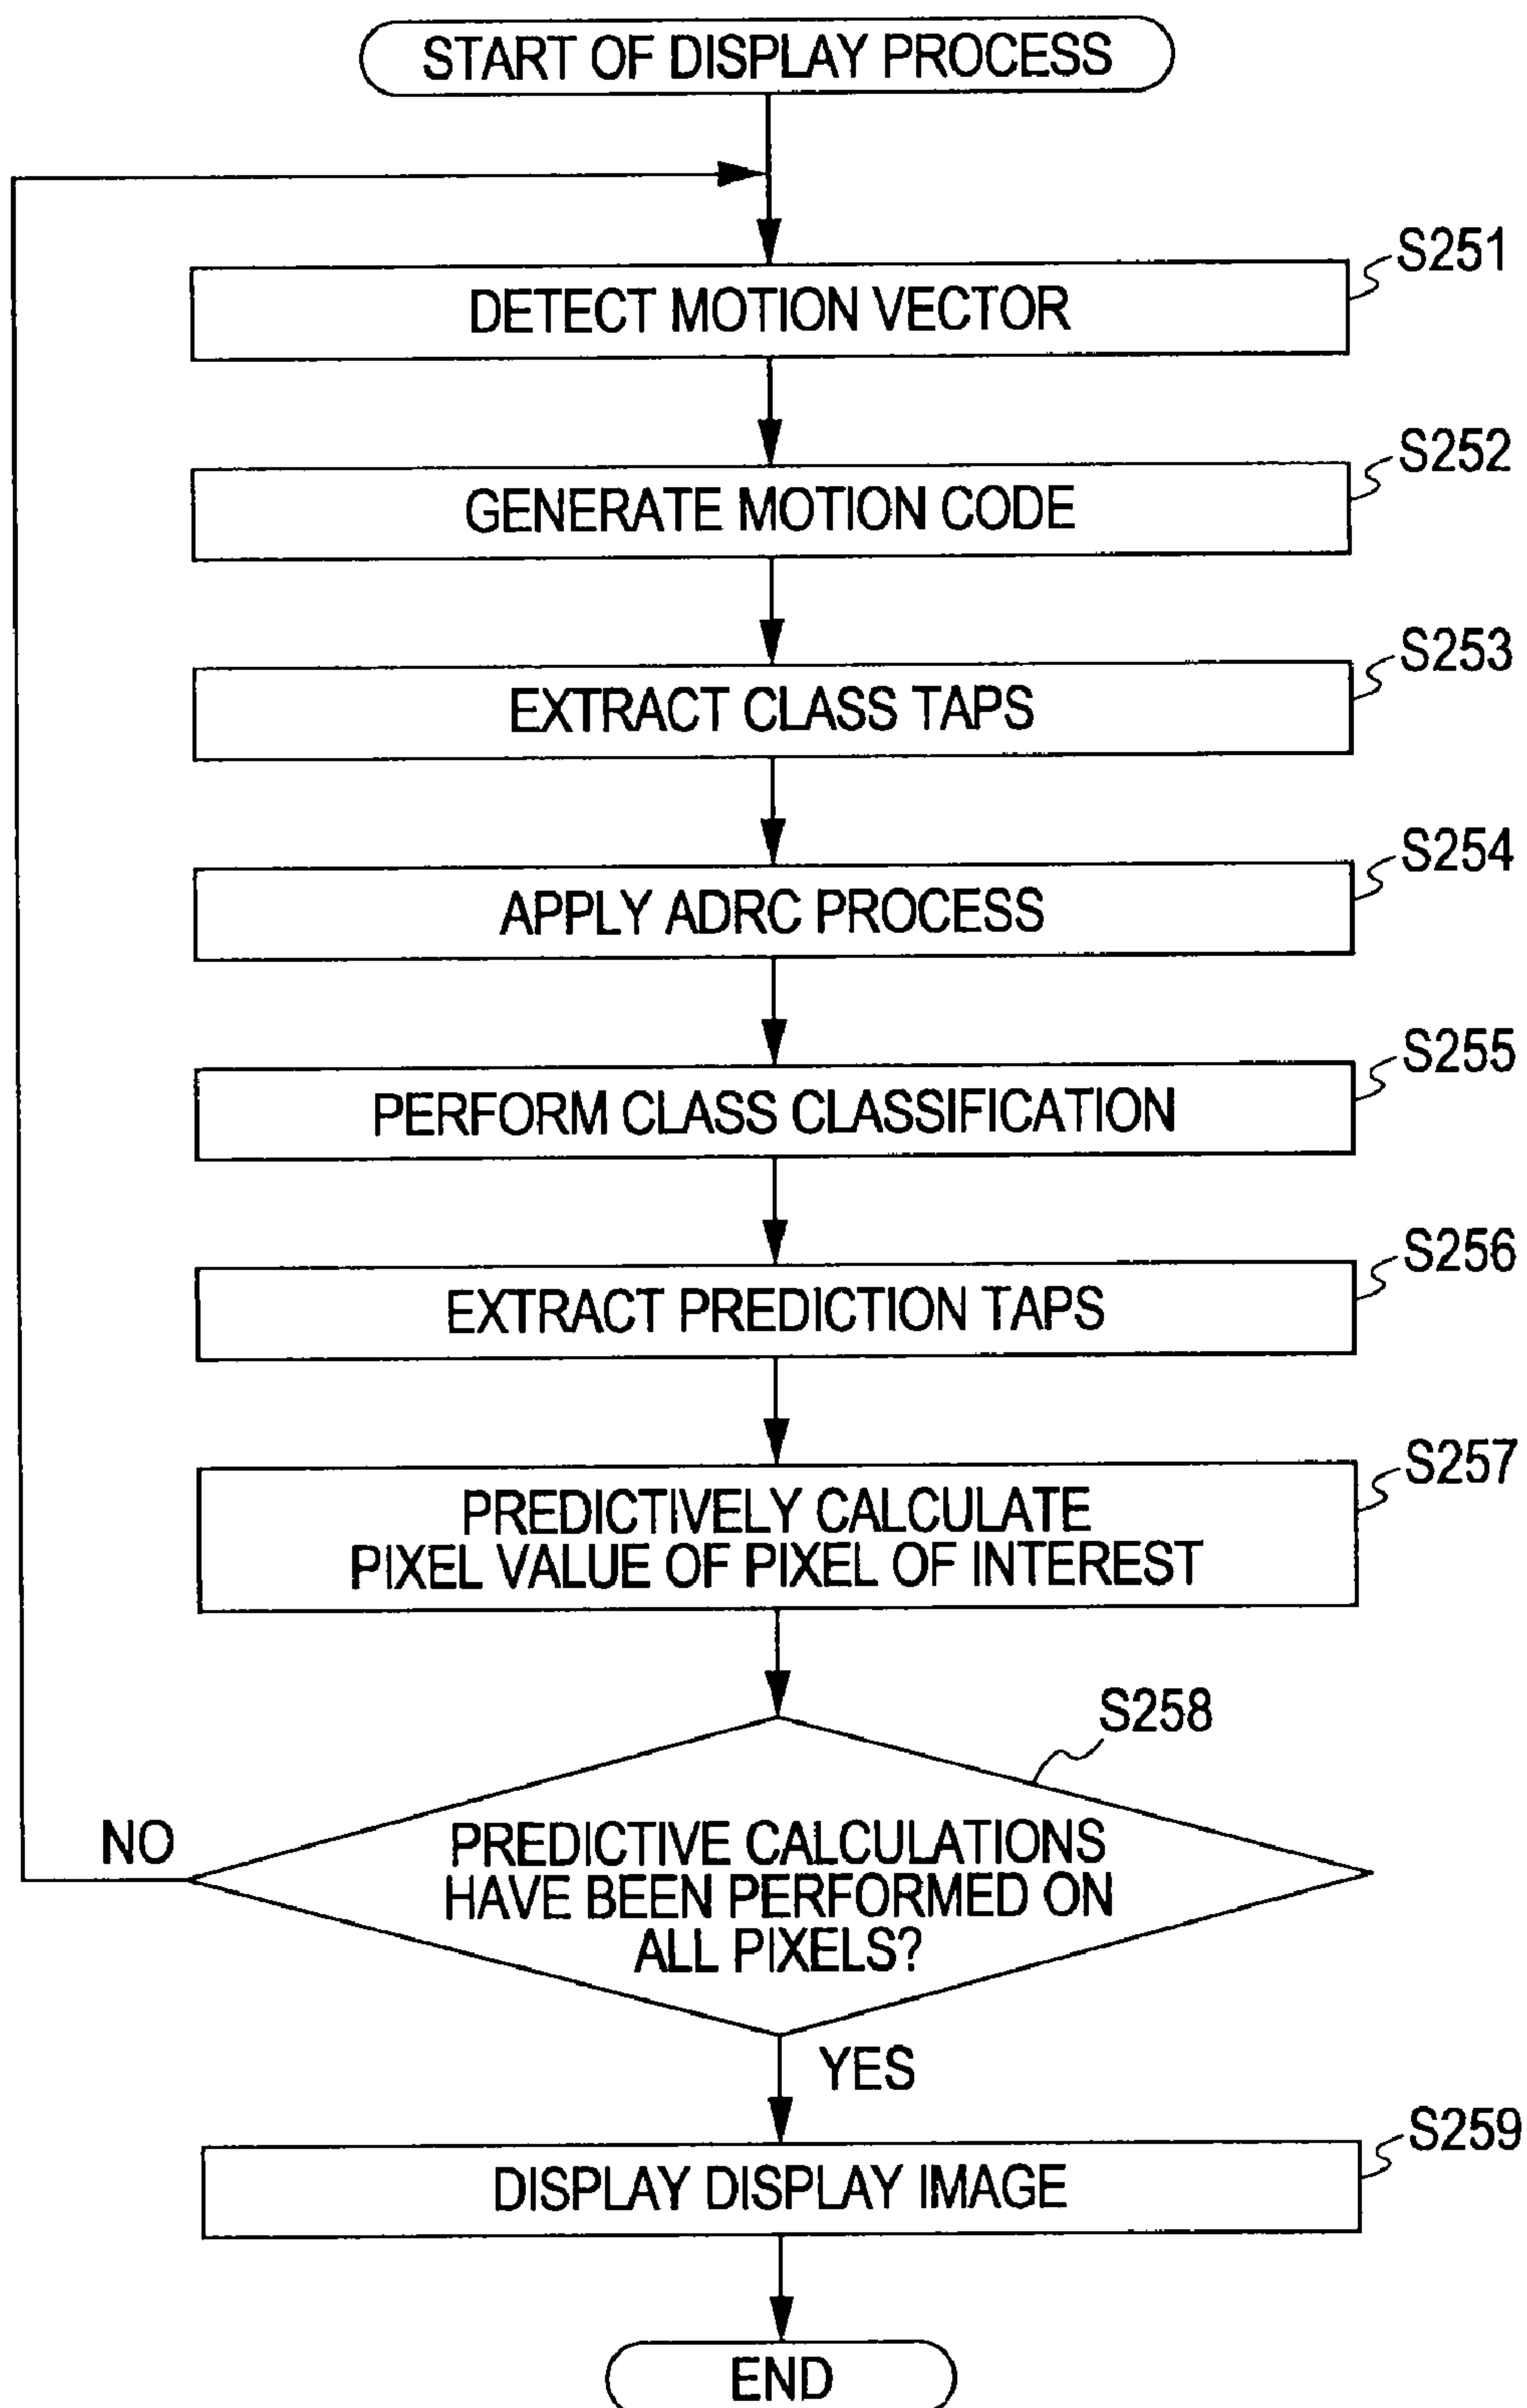 START OF DISPLAY PROCESS
S251
DETECT MOTION VECTOR
S252
GENERATE MOTION CODE
S253
EXTRACT CLASS TAPS
S254
APPLY ADRC PROCESS
S255
PERFORM CLASS CLASSIFICATION
S256
EXTRACT PREDICTION TAPS
S257
PREDICTIVELY CALCULATE
PIXEL VALUE OF PIXEL OF INTEREST
S258
NO
PREDICTIVE CALCULATIONS
HAVE BEEN PERFORMED ON
ALL PIXELS?
YES
S259
DISPLAY DISPLAY IMAGE
END